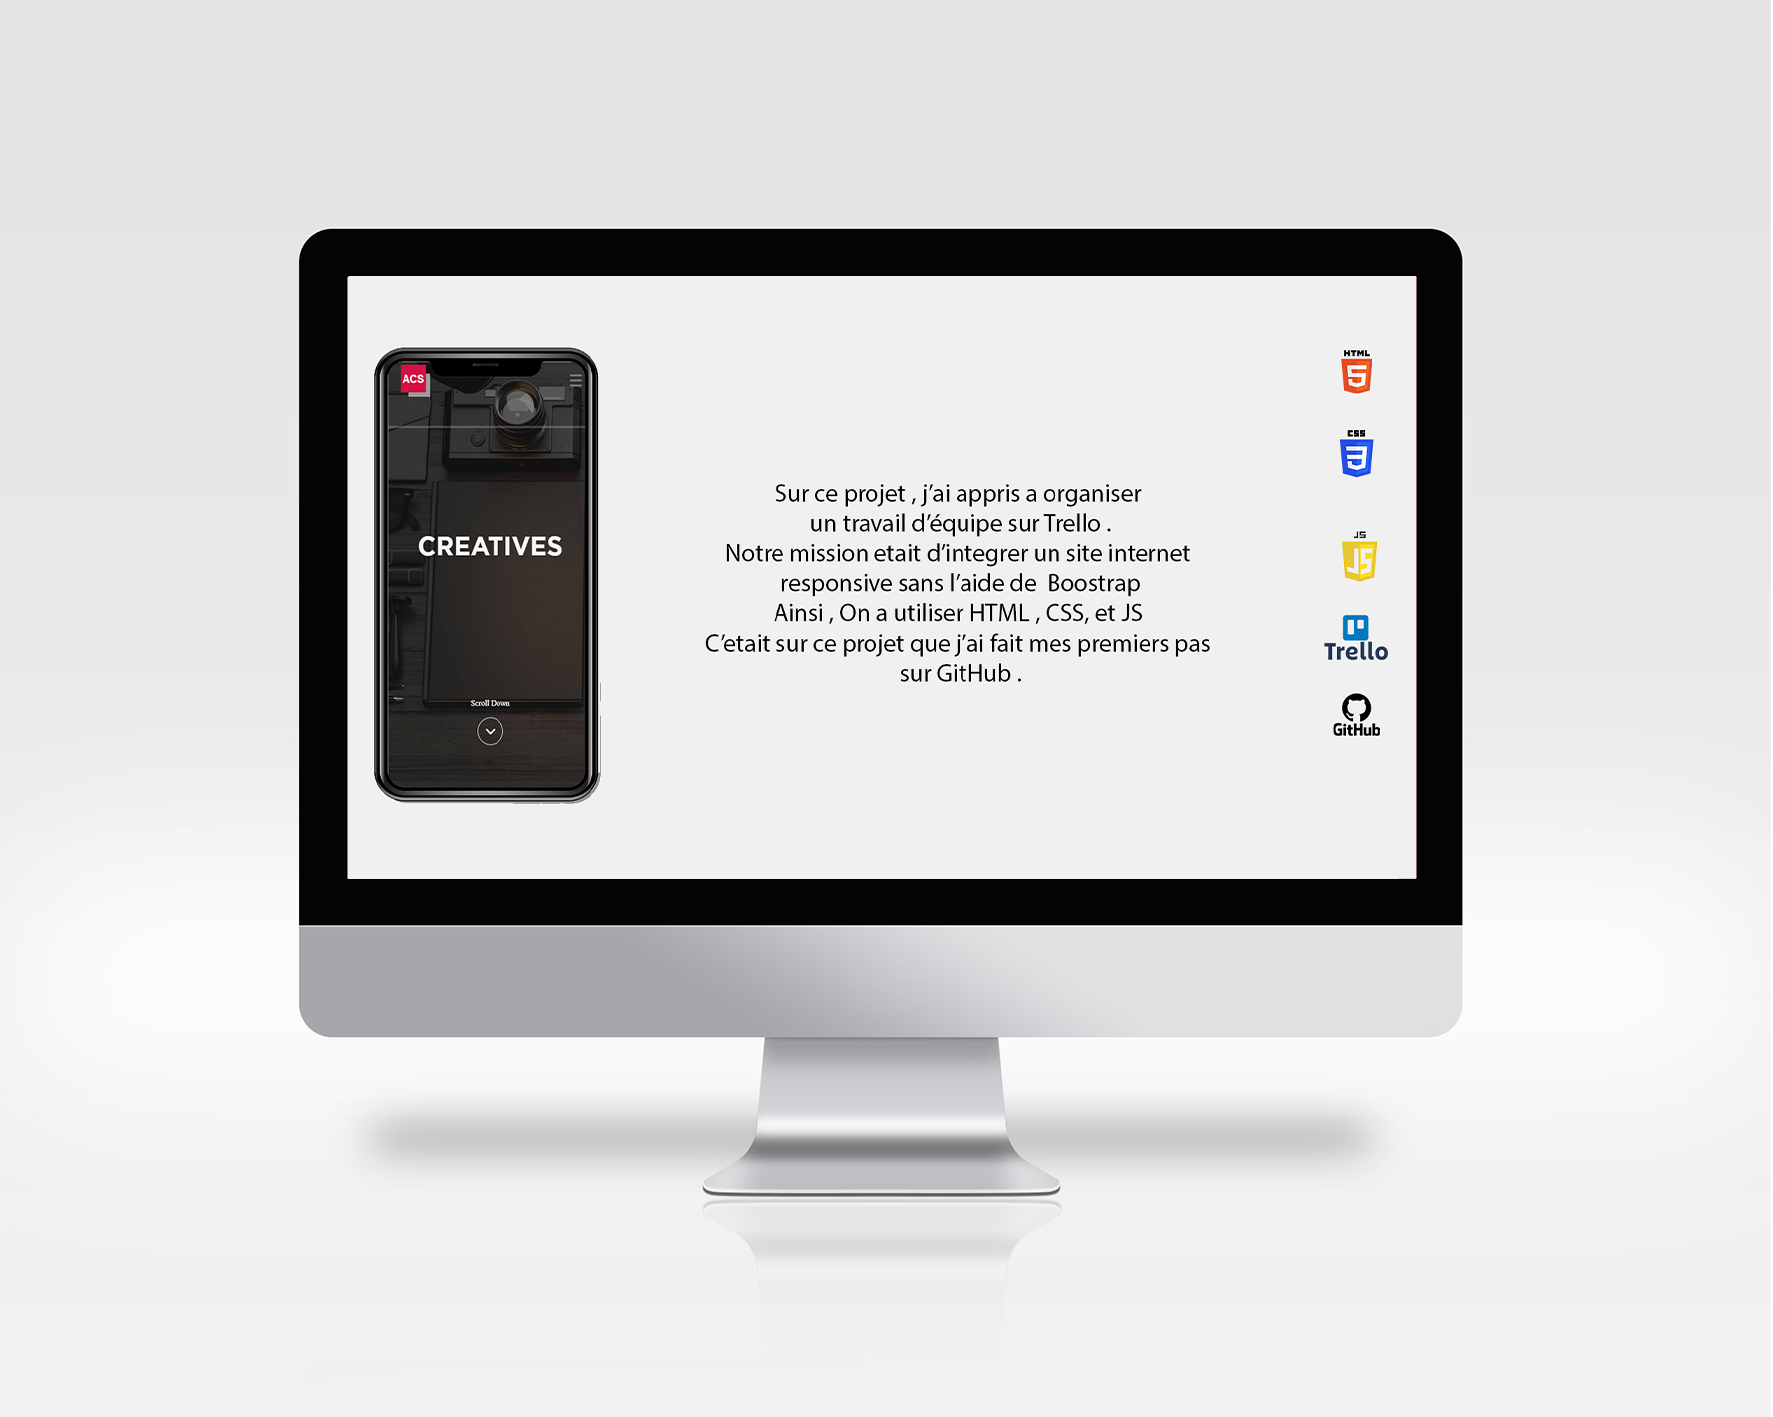 ACS
CREATIVES
Scroll Down
Sur ce projet , j’ai appris a organiser
un travail d’équipe sur Trello .
Notre mission etait d’integrer un site internet
responsive sans l’aide de  Boostrap
Ainsi , On a utiliser HTML , CSS, et JS
C’etait sur ce projet que j’ai fait mes premiers pas
sur GitHub .
HTML
5
CSS
3
JS
JS
Trello
GitHub